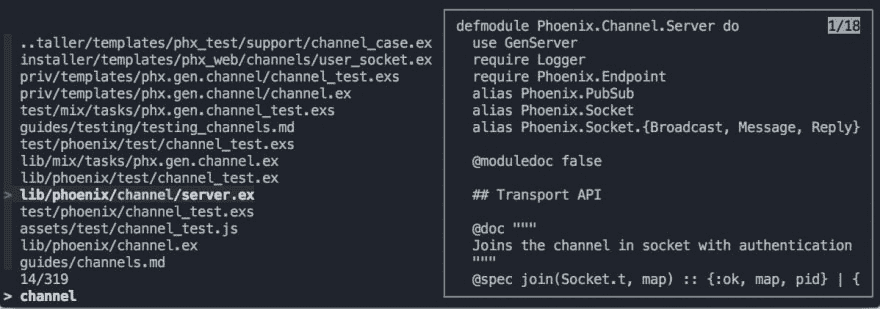 ..taller/templates/phx_test/support/channel_case.ex
installer/templates/phx_web/channels/user_socket.ex
priv/templates/phx.gen.channel/channel_test.exs
priv/templates/phx.gen.channel/channel.ex
test/mix/tasks/phx.gen.channel_test.exs
guides/testing/testing_channels.md
test/phoenix/test/channel_test.exs
lib/mix/tasks/phx.gen.channel.ex
lib/phoenix/test/channel_test.ex
> lib/phoenix/channel/server.ex
test/phoenix/channel_test.exs
assets/test/channel_test.js
lib/phoenix/channel.ex
guides/channels.md
14/319
> channel
defmodule Phoenix.Channel.Server do
1/18
use GenServer
require Logger
require Phoenix.Endpoint
alias Phoenix.PubSub
alias Phoenix.Socket
alias Phoenix.Socket.{Broadcast, Message, Reply}
@moduledoc false
## Transport API
@doc """
Joins the channel in socket with authentication
"""
@spec join(Socket.t, map) :: {:ok, map, pid} | {